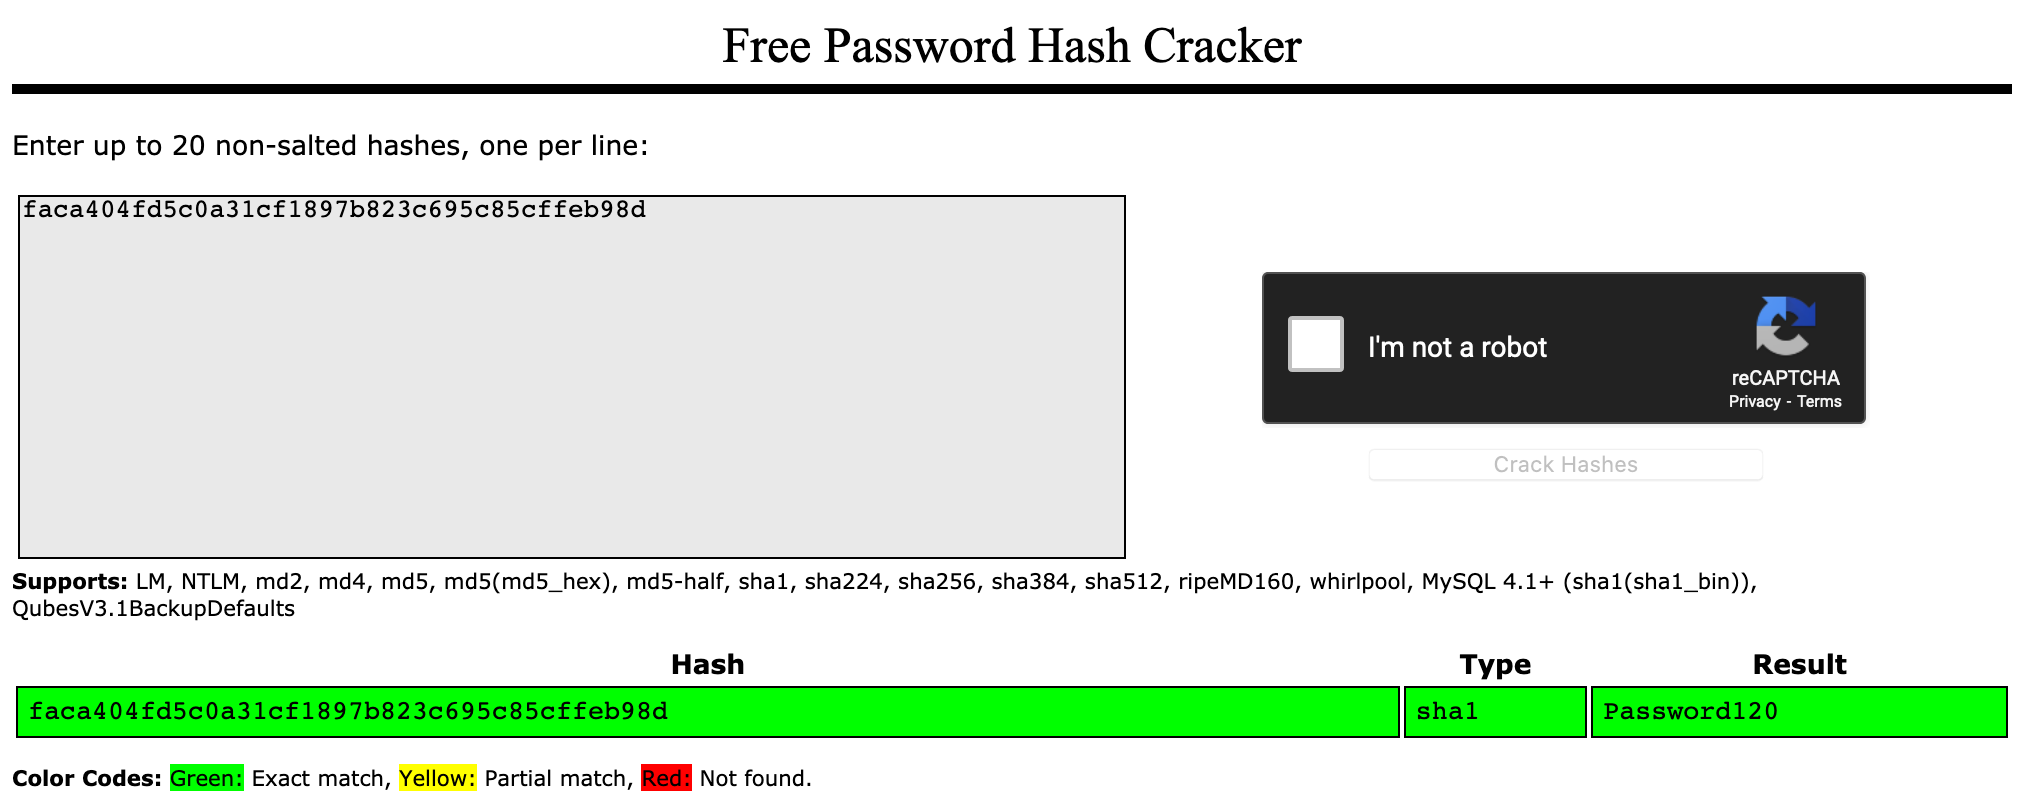 Free Password Hash Cracker
Enter up to 20 non-salted hashes, one per line:
faca404fd5c0a31cf1897b823c695c85cffeb98d
I'm not a robot
reCAPTCHA
Privacy - Terms
Crack Hashes
Supports: LM, NTLM, md2, md4, md5, md5(md5_hex), md5-half, sha1, sha224, sha256, sha384, sha512, ripeMD160, whirlpool, MySQL 4.1+ (sha1(sha1_bin)),
QubesV3.1BackupDefaults
Hash Type Result
faca404fd5c0a31cf1897b823c695c85cffeb98d sha1 Password120
Color Codes: Green: Exact match, Yellow: Partial match, Red: Not found.